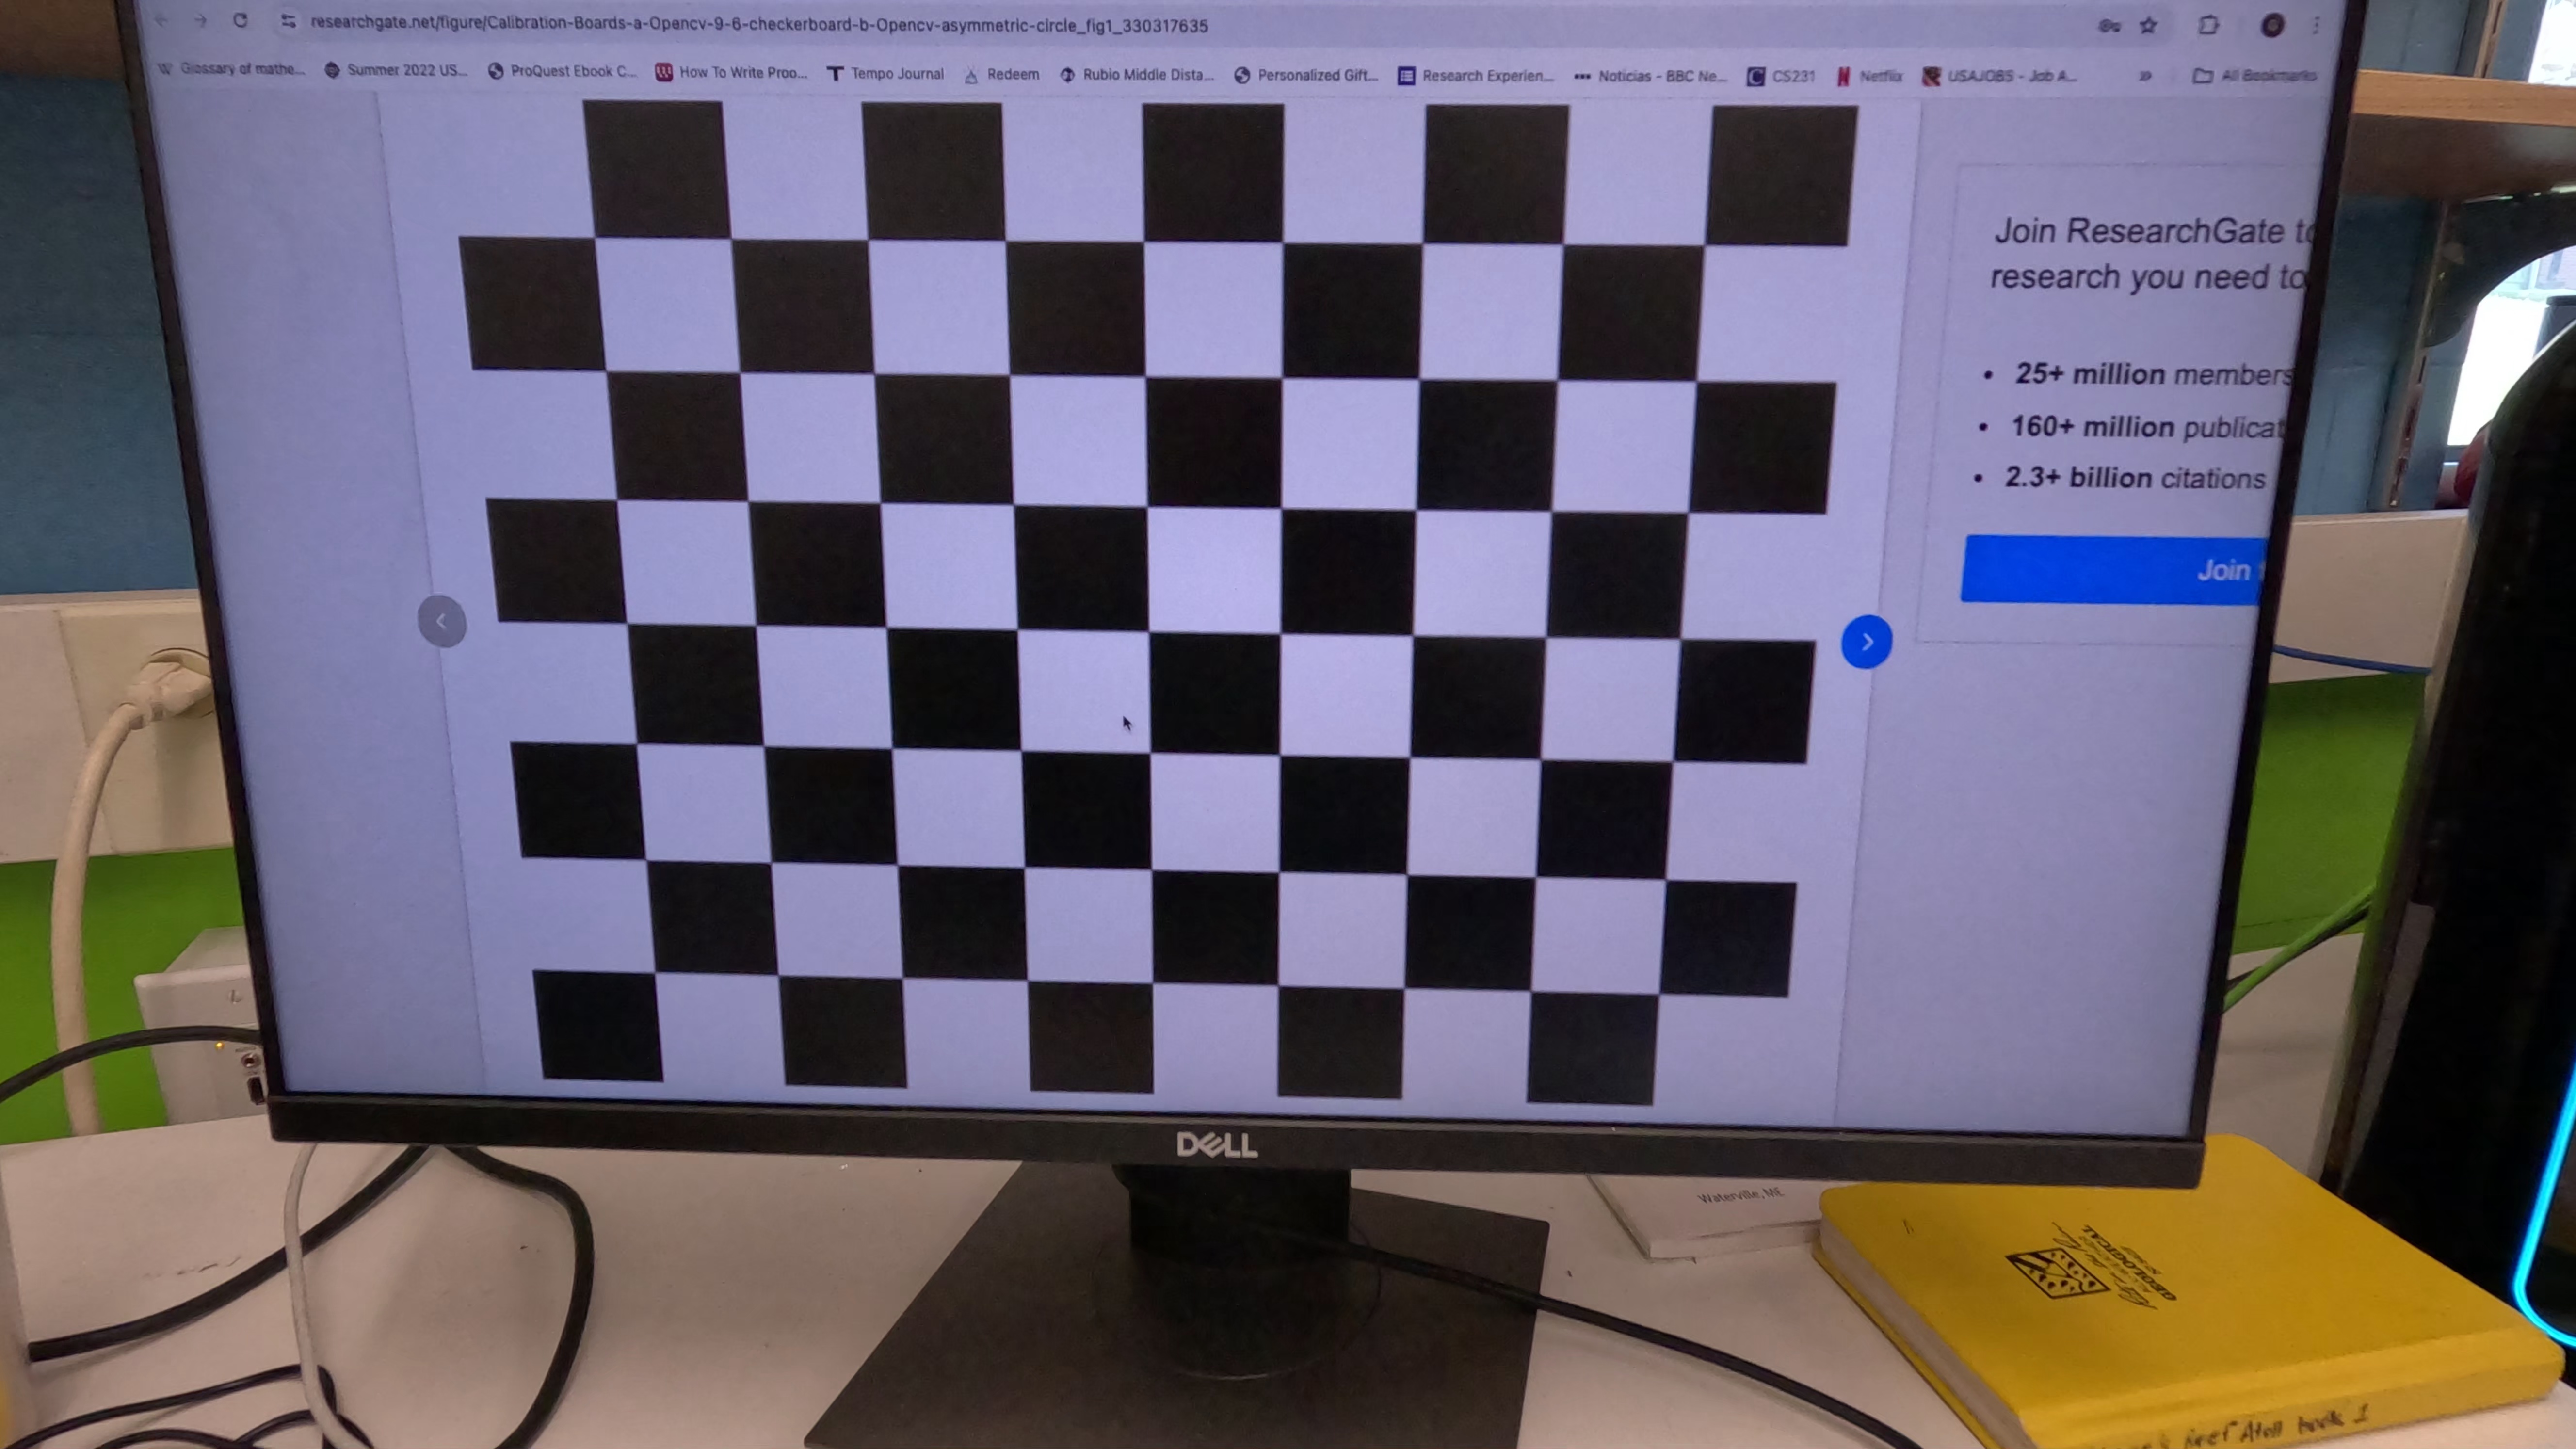 researchgate.net/figure/Calibration-Boards-a-Opencv-9-6-checkerboard-b-Opencv-asymmetric-circle_fig1_330317635
Glossary of mathe... Summer 2022 US... ProQuest Ebook C... How To Write Proo... Tempo Journal Redeem Rubio Middle Dista... Personalized Gift... Research Experien... Noticias - BBC Ne... CS231 Netflix USAJOBS - Job A... » All Bookmarks
Join ResearchGate to
research you need to
• 25+ million members
• 160+ million publicat
• 2.3+ billion citations
Join
DELL
Waterville, ME
GEOLOGICAL
Reef Atoll book 1